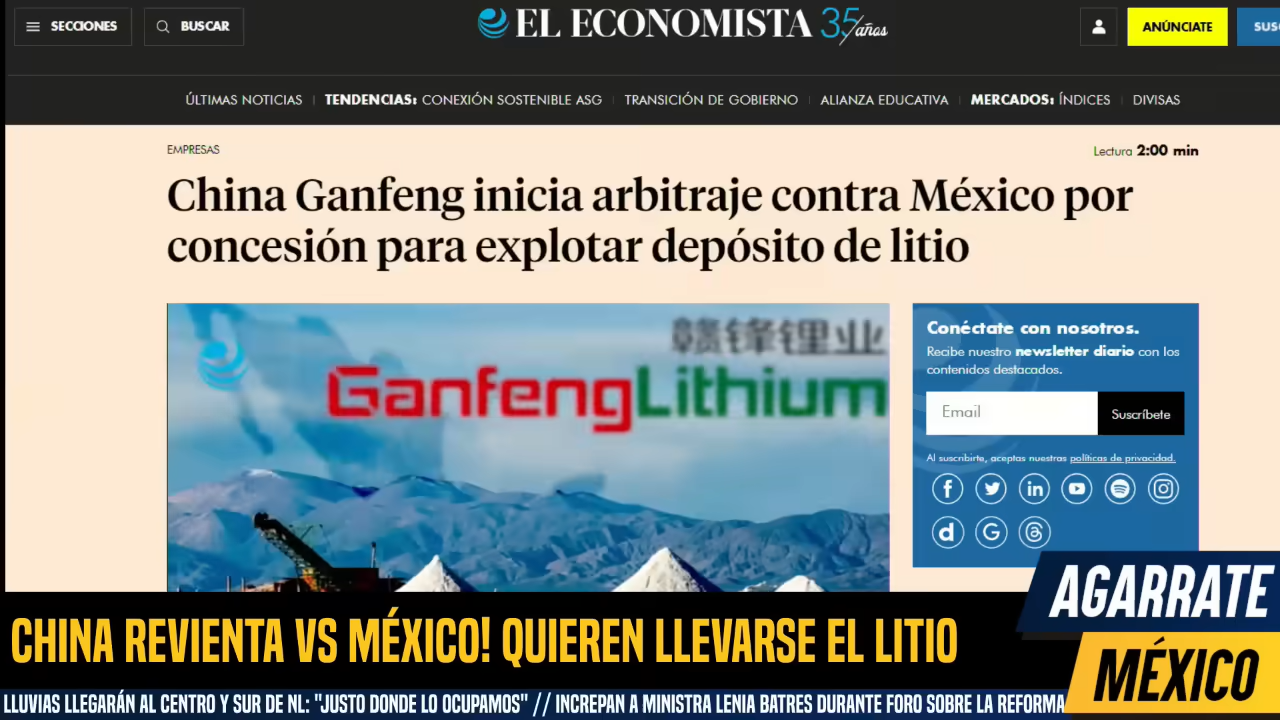 SECCIONES
BUSCAR
EL ECONOMISTA 35 años
ANÚNCIATE
SUS
ÚLTIMAS NOTICIAS | TENDENCIAS: CONEXIÓN SOSTENIBLE ASG | TRANSICIÓN DE GOBIERNO | ALIANZA EDUCATIVA | MERCADOS: ÍNDICES | DIVISAS
EMPRESAS
Lectura 2:00 min
China Ganfeng inicia arbitraje contra México por
concesión para explotar depósito de litio
赣锋锂业
GanfengLithium
Conéctate con nosotros.
Recibe nuestro newsletter diario con los
contenidos destacados.
Email
Suscríbete
Al suscribirte, aceptas nuestras políticas de privacidad.
AGARRATE
MÉXICO
CHINA REVIENTA VS MÉXICO! QUIEREN LLEVARSE EL LITIO
LLUVIAS LLEGARÁN AL CENTRO Y SUR DE NL: "JUSTO DONDE LO OCUPAMOS" // INCREPAN A MINISTRA LENIA BATRES DURANTE FORO SOBRE LA REFORMA